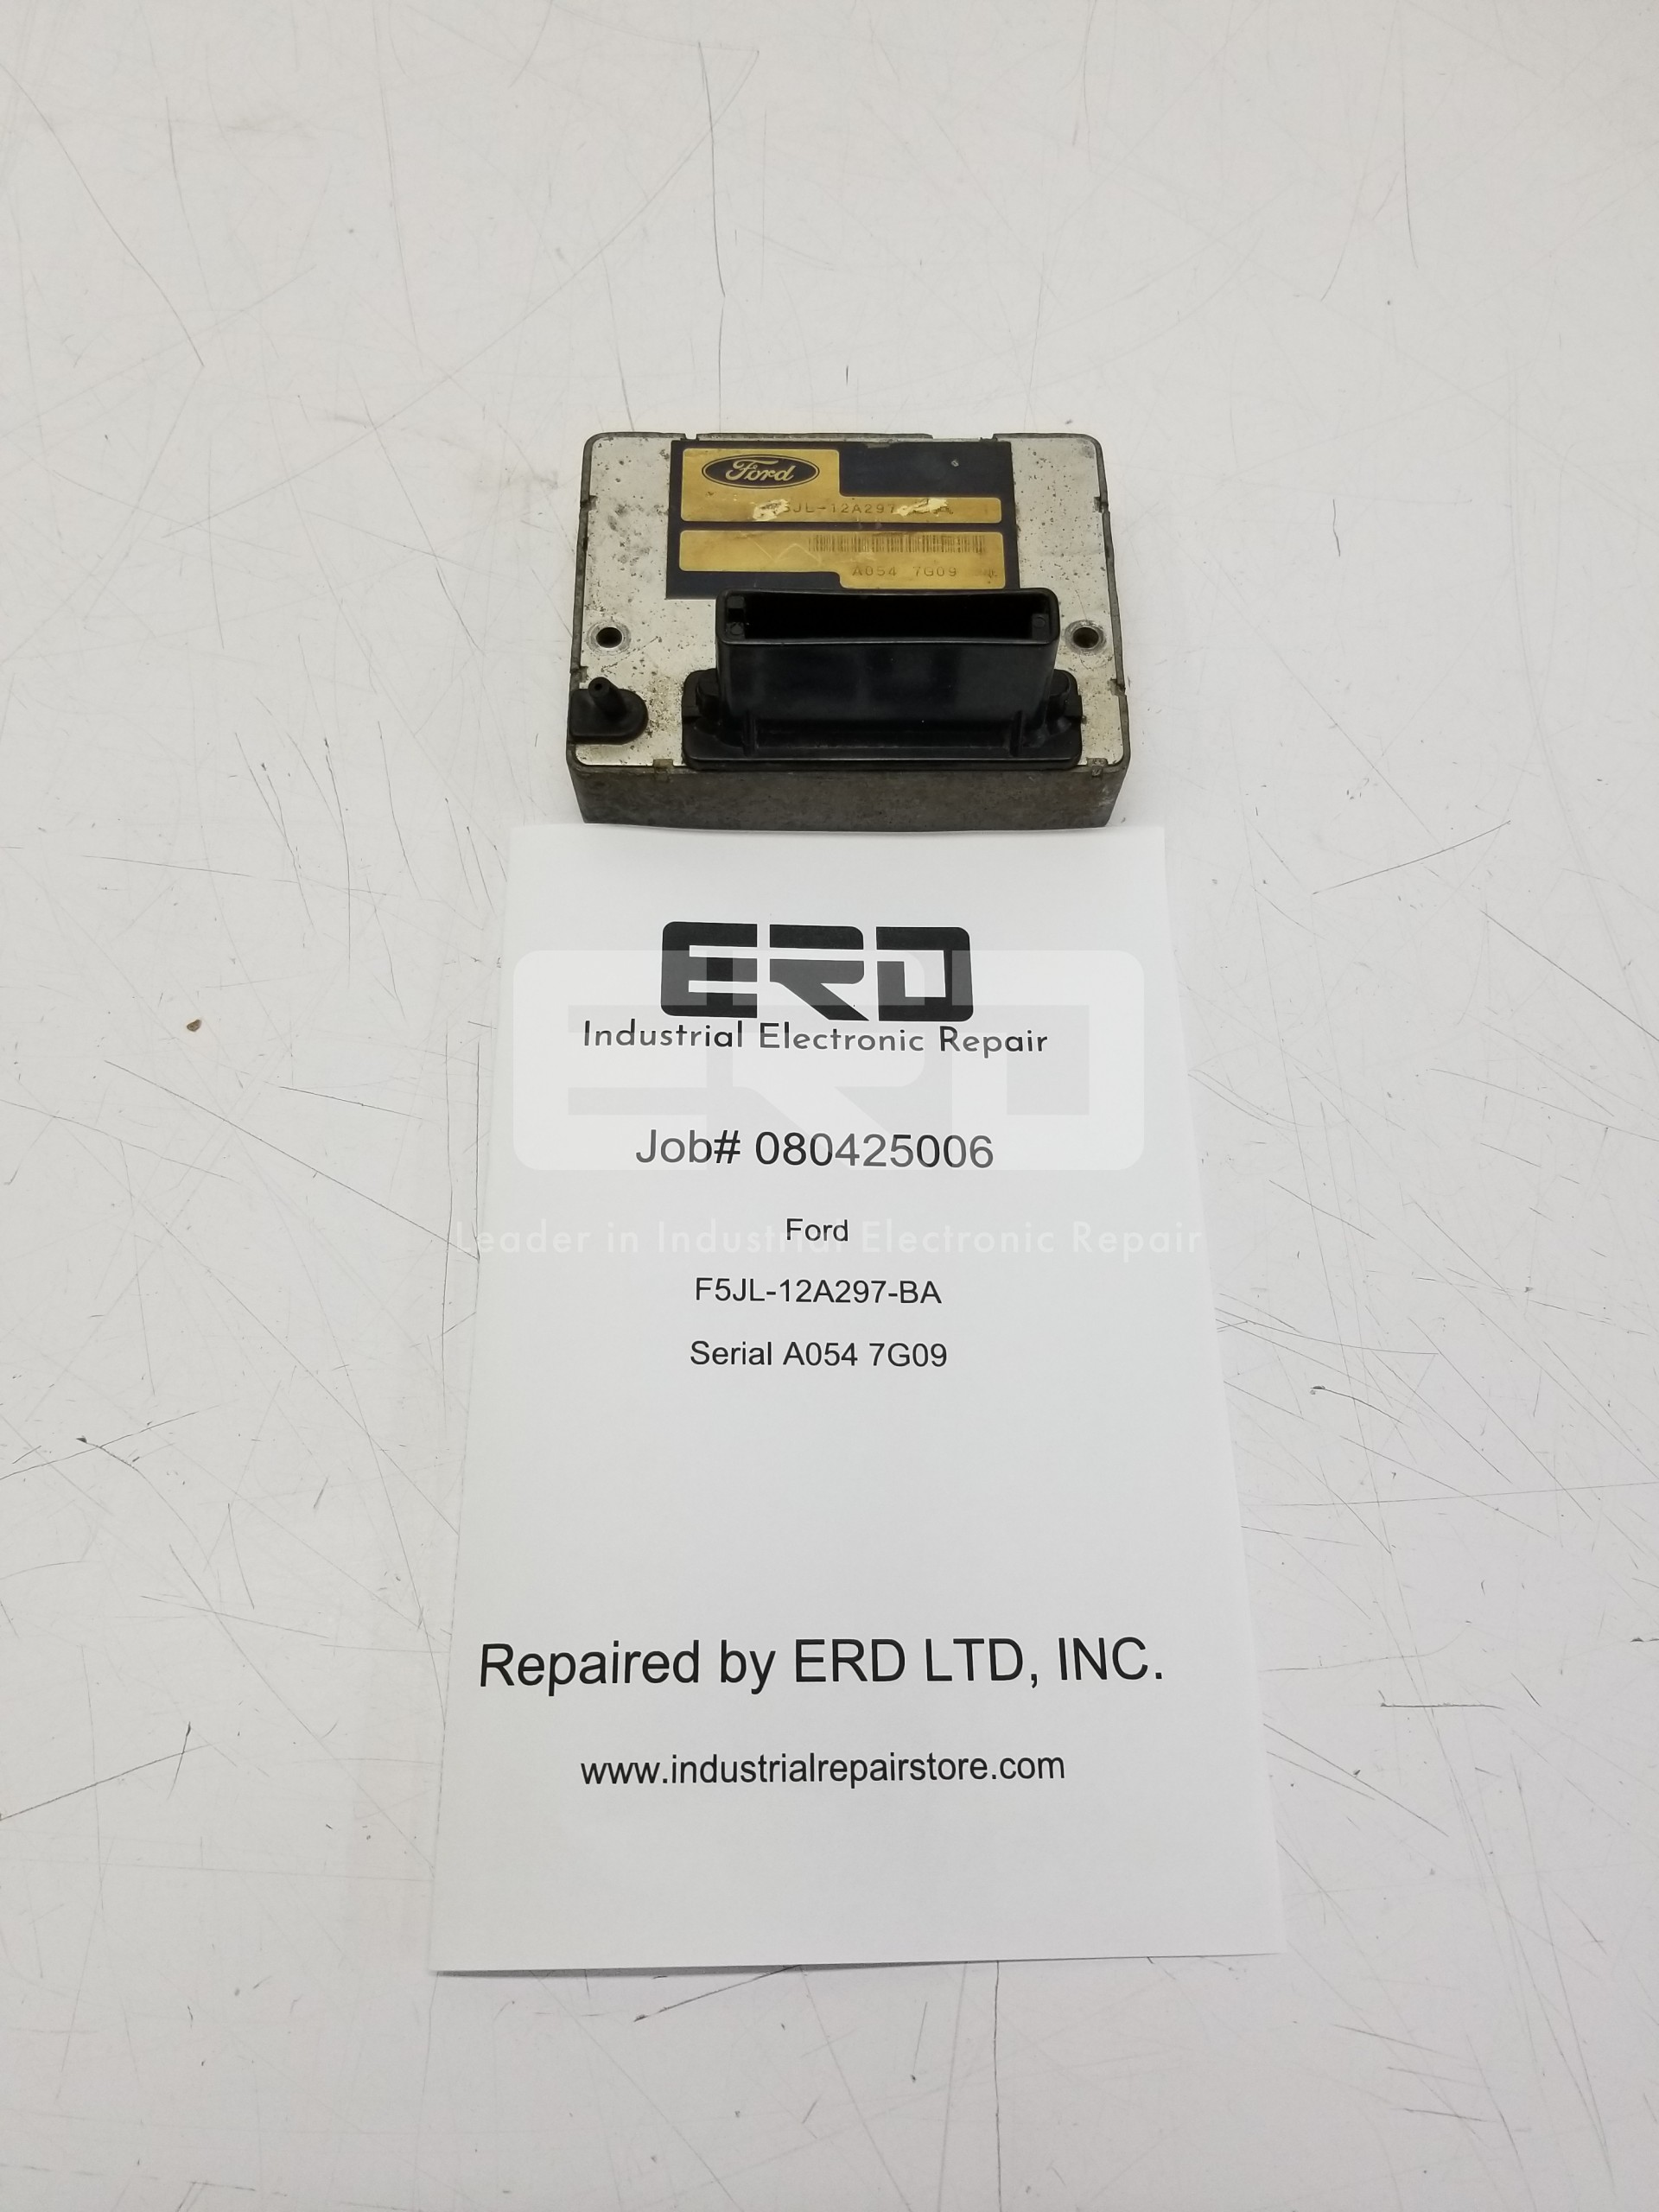 Ford
5JL-12A297
A054 7G09
ERD
Industrial Electronic Repair
Job# 080425006
Ford
Leader in Industrial Electronic Repair
F5JL-12A297-BA
Serial A054 7G09
Repaired by ERD LTD, INC.
www.industrialrepairstore.com